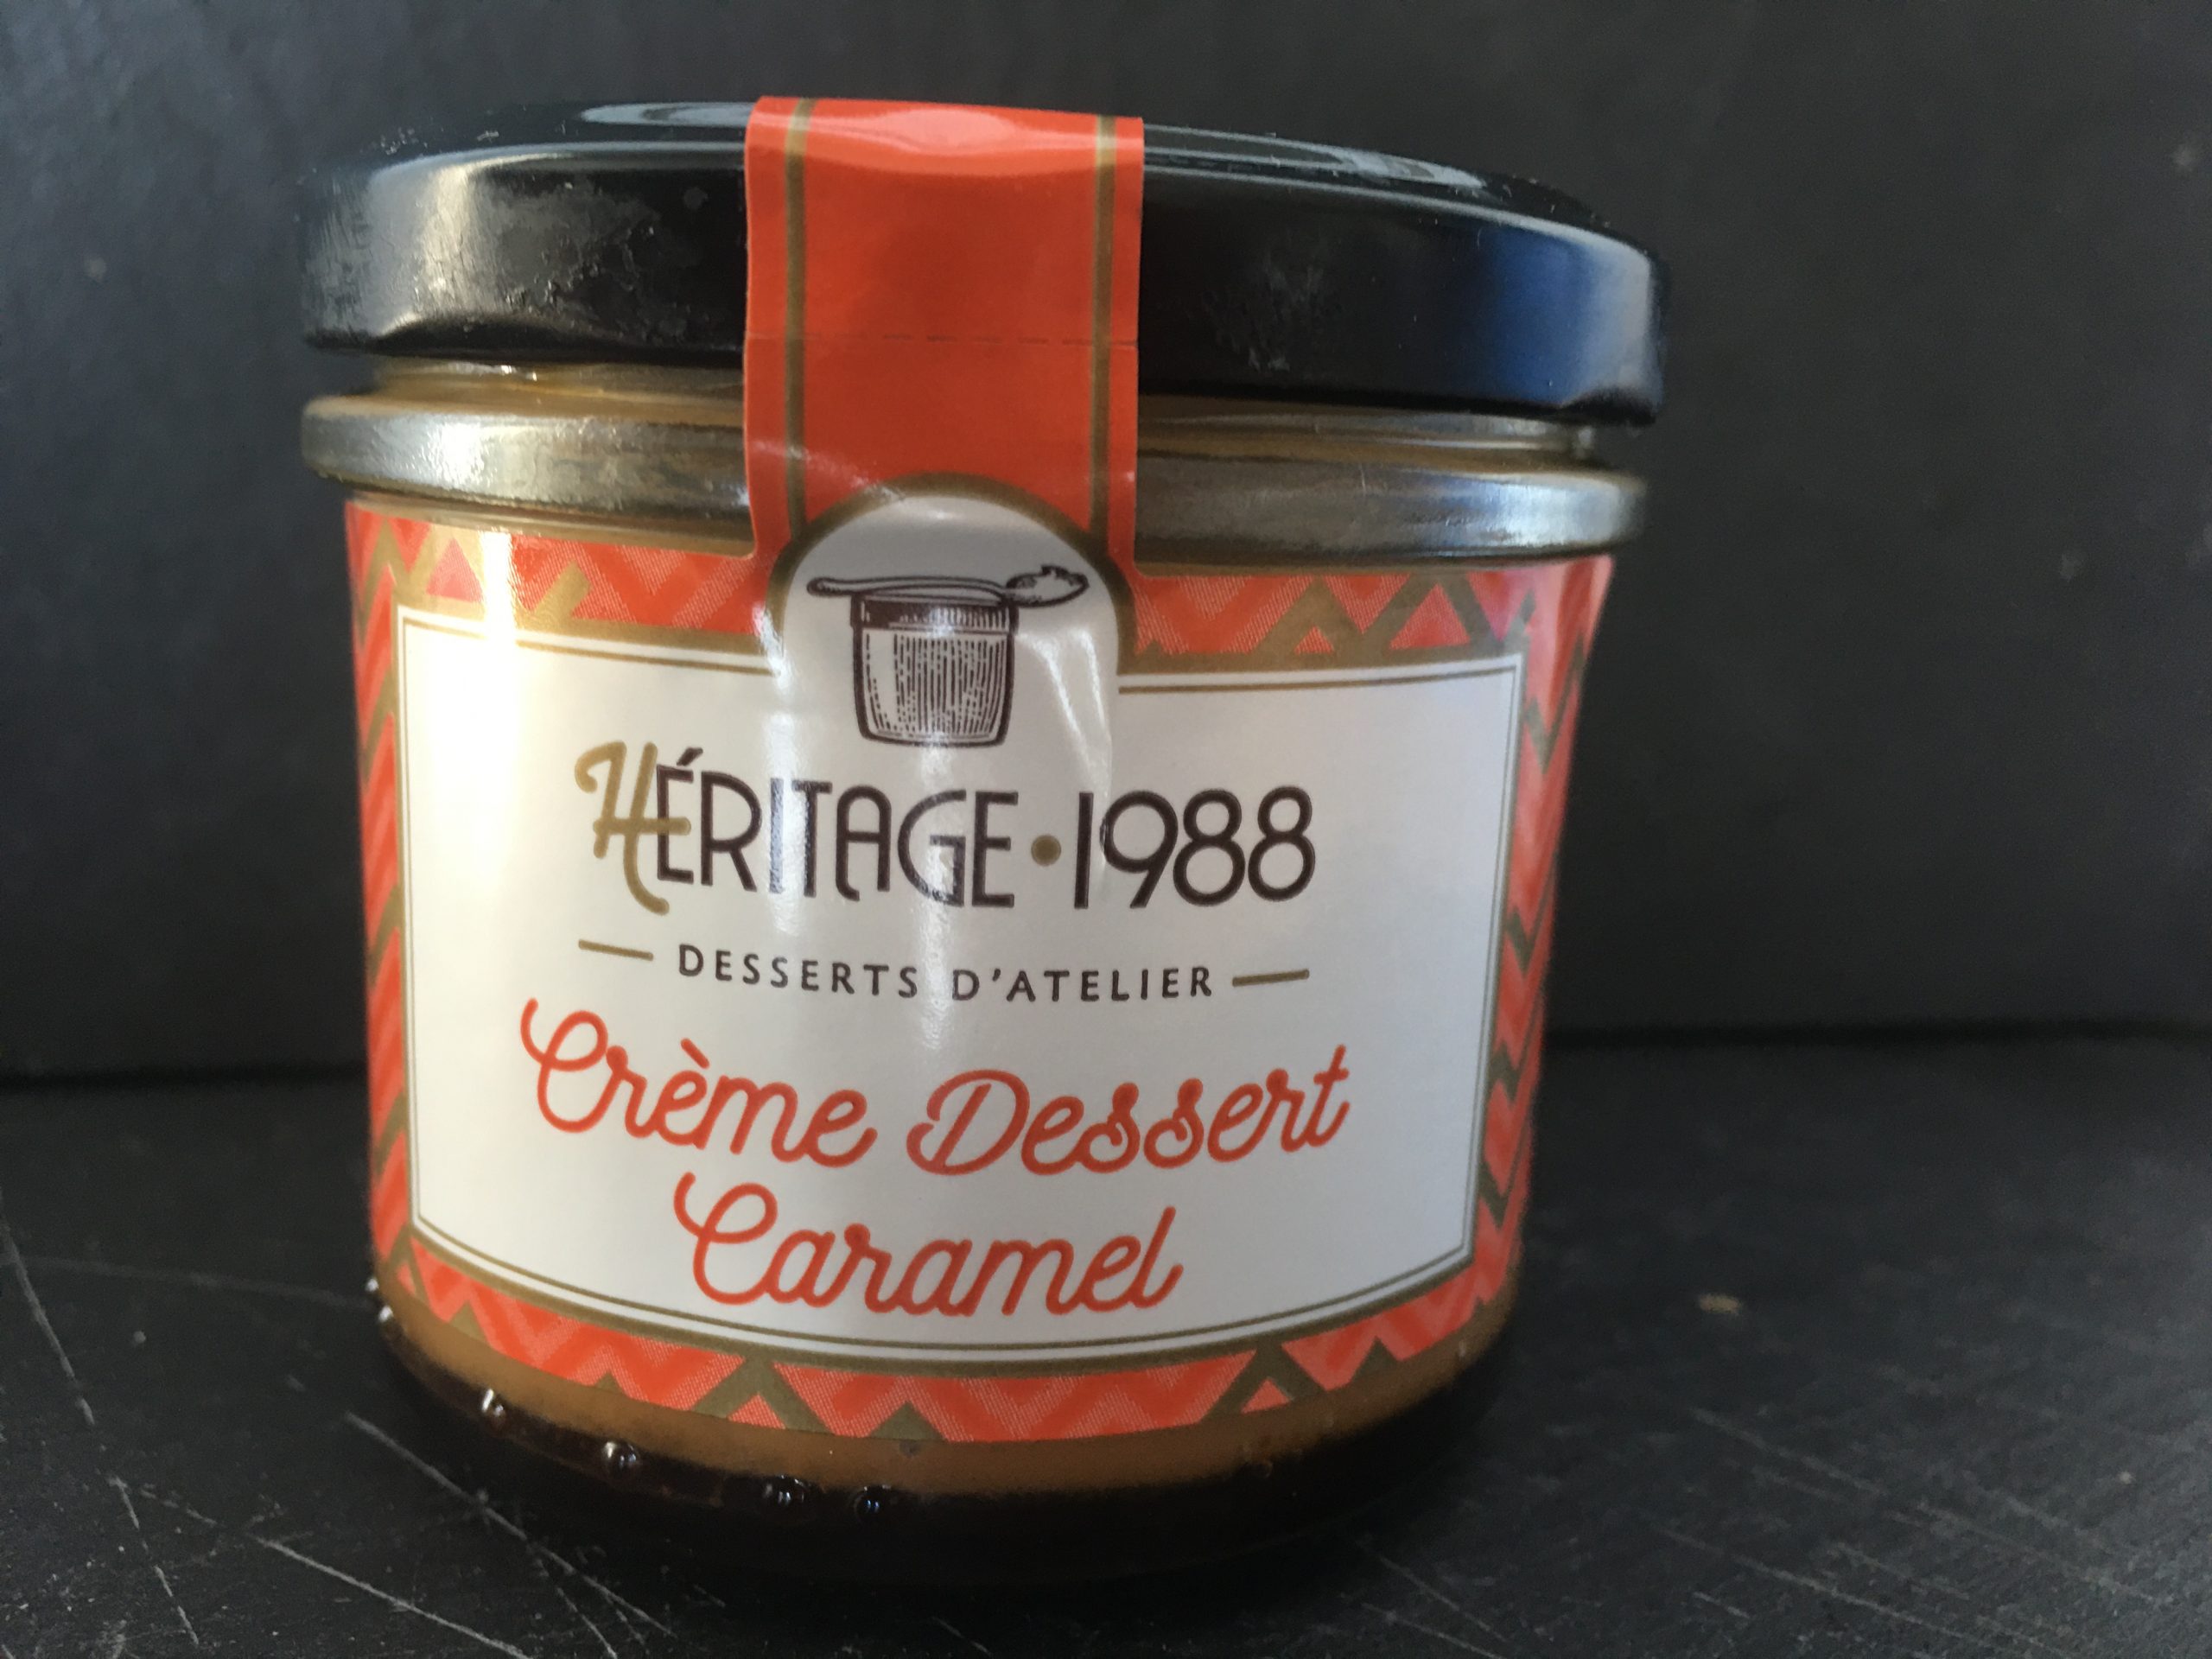 HÉRITAGE•1988
DESSERTS D'ATELIER
Crème Dessert
Caramel